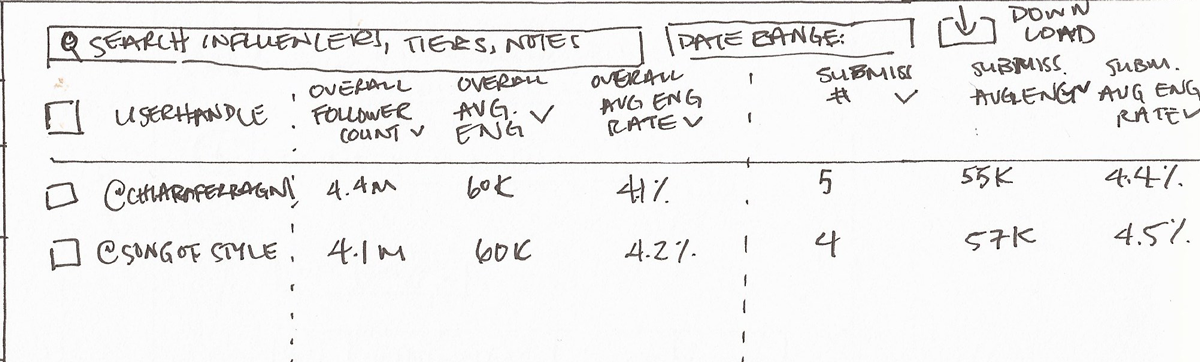 SEARCH INFLUENCERS, TIERS, NOTES
DATE RANGE:
DOWN
LOAD
USERHANDLE
OVERALL
FOLLOWER
COUNT
OVERALL
AVG.
ENG
OVERALL
AVG ENG
RATE
SUBMISS
#
SUBMISS.
AVG ENG
SUBM.
AVG ENG
RATE
@CHIARAFERRAGNI 4.4M 60K 4.1% 5 55K 4.4%
@SONGOF STYLE 4.1M 60K 4.2% 4 57K 4.5%